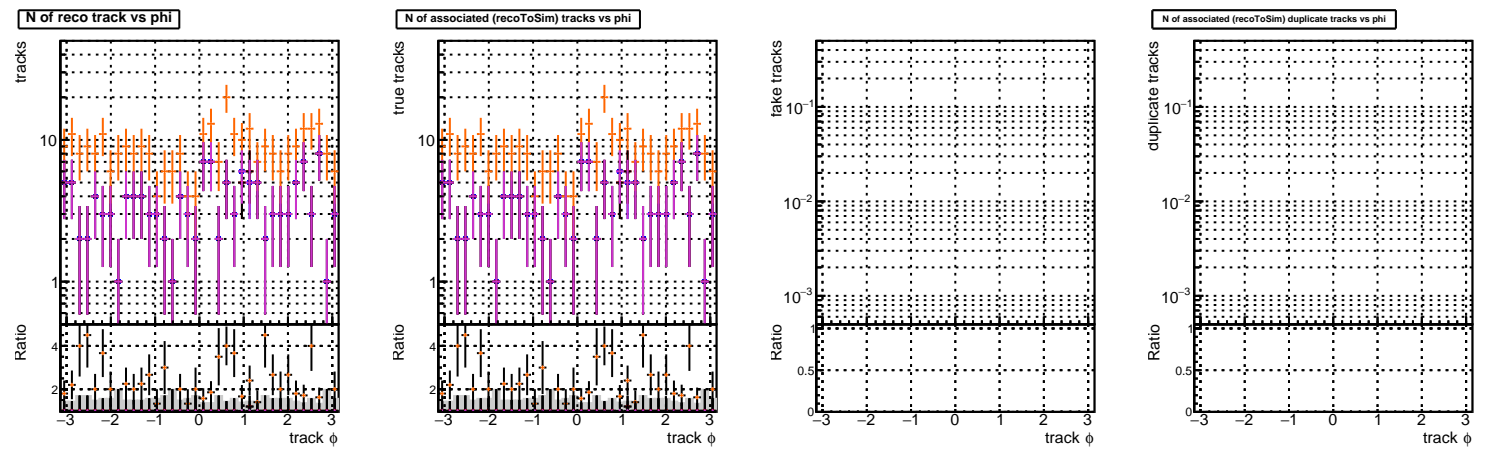 N of reco track vs phi
tracks
10
1
Ratio
4
2
−3 −2 −1 0 1 2 3
track ϕ
N of associated (recoToSim) tracks vs phi
true tracks
10
1
Ratio
4
2
−3 −2 −1 0 1 2 3
track ϕ
fake tracks
10−1
10−2
10−3
Ratio
1
0.5
0
−3 −2 −1 0 1 2 3
track ϕ
N of associated (recoToSim) duplicate tracks vs phi
duplicate tracks
10−1
10−2
10−3
Ratio
1
0.5
0
−3 −2 −1 0 1 2 3
track ϕ